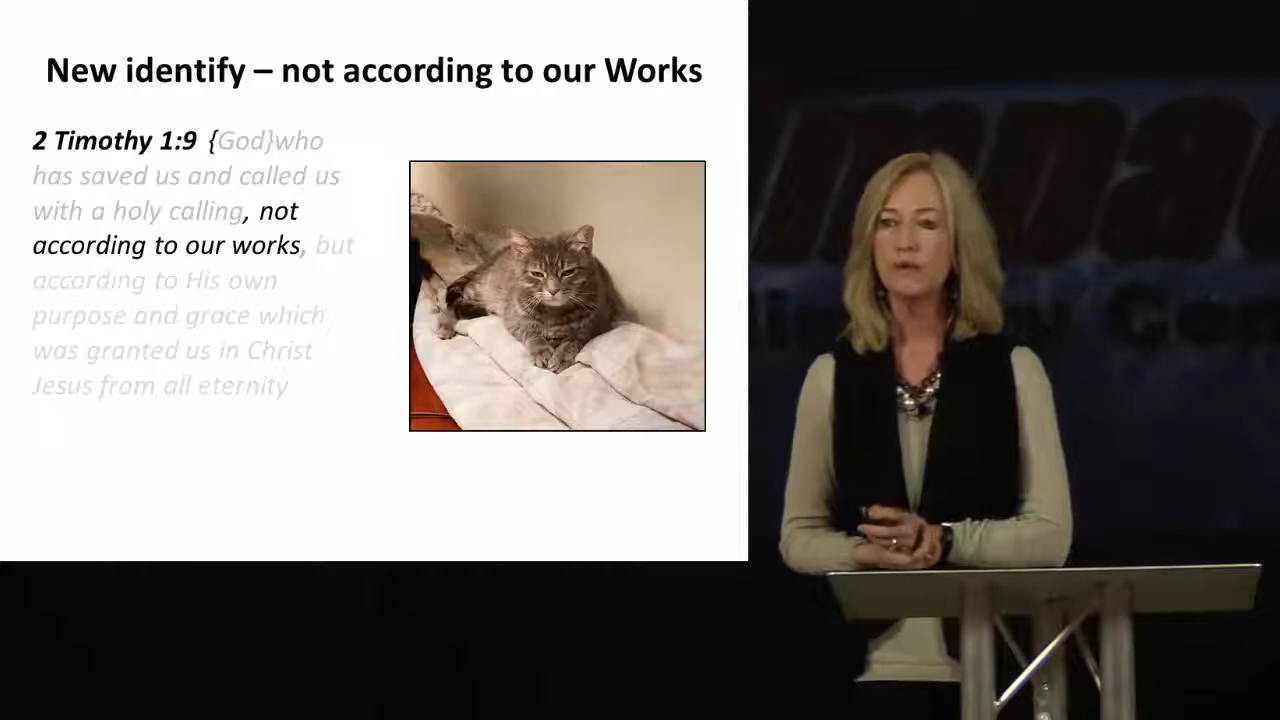 New identify – not according to our Works
2 Timothy 1:9 {God}who
has saved us and called us
with a holy calling, not
according to our works, but
according to His own
purpose and grace which
was granted us in Christ
Jesus from all eternity